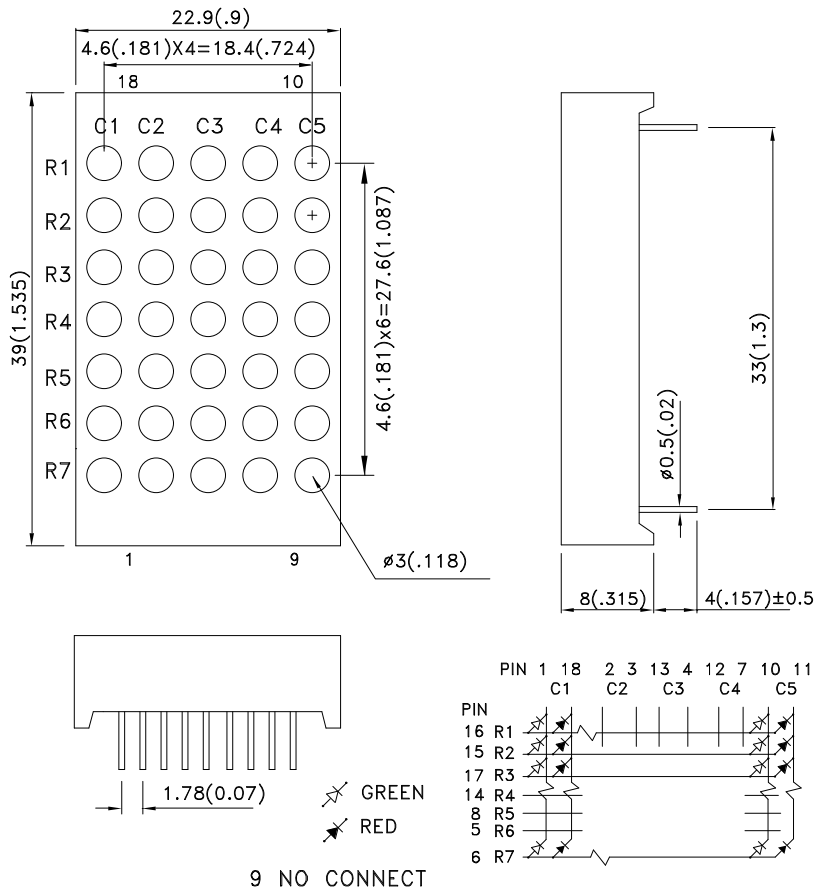 22.9(.9)
4.6(.181)X4=18.4(.724)
18 10
C1 C2 C3 C4 C5
R1
R2
R3
R4
R5
R6
R7
39(1.535)
4.6(.181)x6=27.6(1.087)
1 9
ø3(.118)
33(1.3)
ø0.5(.02)
8(.315) 4(.157)±0.5
1.78(0.07)
GREEN
RED
9 NO CONNECT
PIN 1 18 2 3 13 4 12 7 10 11
C1 C2 C3 C4 C5
PIN
16 R1
15 R2
17 R3
14 R4
8 R5
5 R6
6 R7